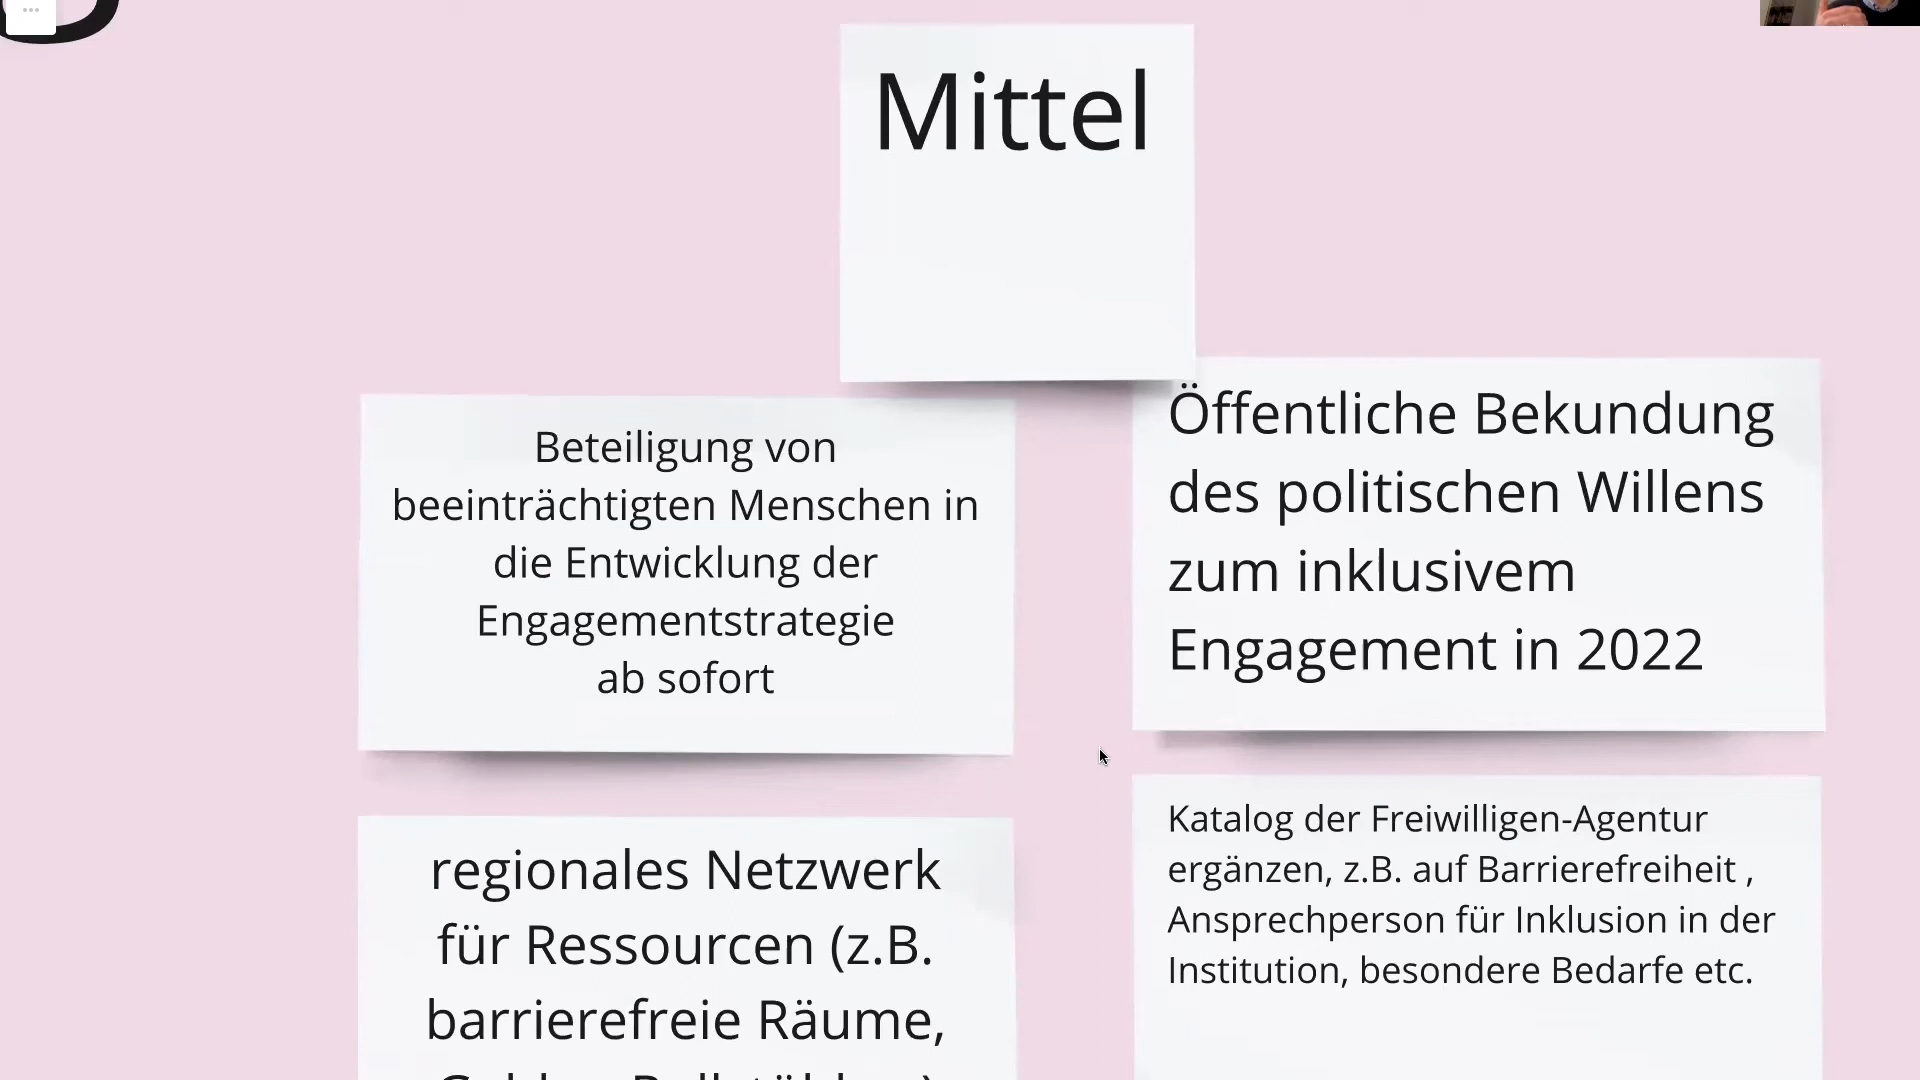 Mittel
Beteiligung von
beeinträchtigten Menschen in
die Entwicklung der
Engagementstrategie
ab sofort
Öffentliche Bekundung
des politischen Willens
zum inklusivem
Engagement in 2022
regionales Netzwerk
für Ressourcen (z.B.
barrierefreie Räume,
Katalog der Freiwilligen-Agentur
ergänzen, z.B. auf Barrierefreiheit ,
Ansprechperson für Inklusion in der
Institution, besondere Bedarfe etc.